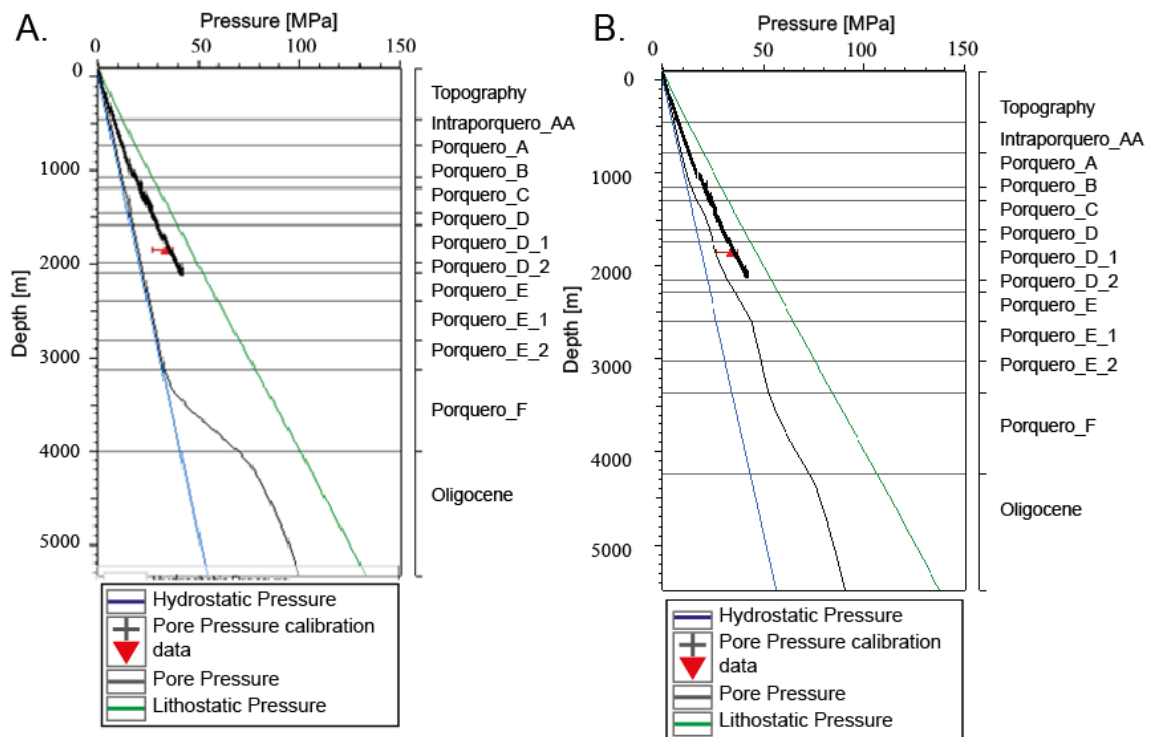 A.
Pressure [MPa]
0 50 100 150
Depth [m]
0
1000
2000
3000
4000
5000
Topography
Intraporquero_AA
Porquero_A
Porquero_B
Porquero_C
Porquero_D
Porquero_D_1
Porquero_D_2
Porquero_E
Porquero_E_1
Porquero_E_2
Porquero_F
Oligocene
Hydrostatic Pressure
Pore Pressure calibration
data
Pore Pressure
Lithostatic Pressure
B.
Pressure [MPa]
0 50 100 150
Depth [m]
0
1000
2000
3000
4000
5000
Topography
Intraporquero_AA
Porquero_A
Porquero_B
Porquero_C
Porquero_D
Porquero_D_1
Porquero_D_2
Porquero_E
Porquero_E_1
Porquero_E_2
Porquero_F
Oligocene
Hydrostatic Pressure
Pore Pressure calibration
data
Pore Pressure
Lithostatic Pressure